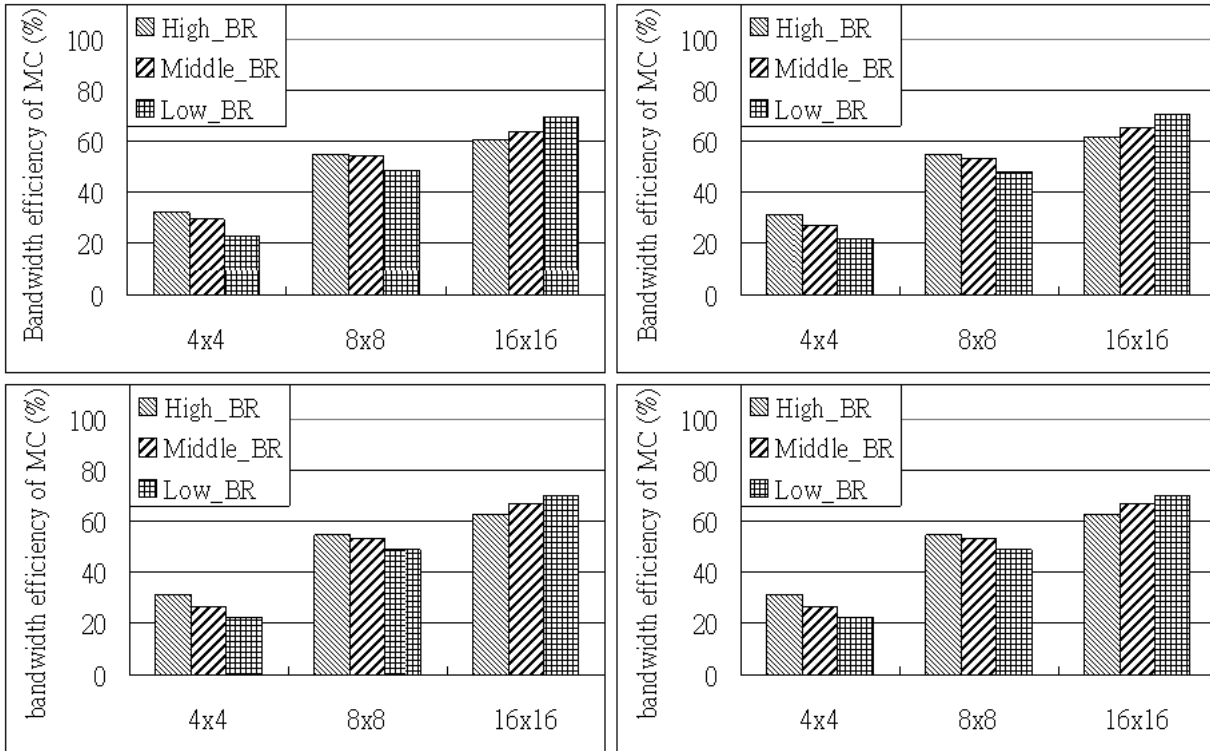 Bandwidth efficiency of MC (%)
100
80
60
40
20
0
High_BR
Middle_BR
Low_BR
4x4 8x8 16x16
Bandwidth efficiency of MC (%)
100
80
60
40
20
0
High_BR
Middle_BR
Low_BR
4x4 8x8 16x16
bandwidth efficiency of MC (%)
100
80
60
40
20
0
High_BR
Middle_BR
Low_BR
4x4 8x8 16x16
bandwidth efficiency of MC (%)
100
80
60
40
20
0
High_BR
Middle_BR
Low_BR
4x4 8x8 16x16